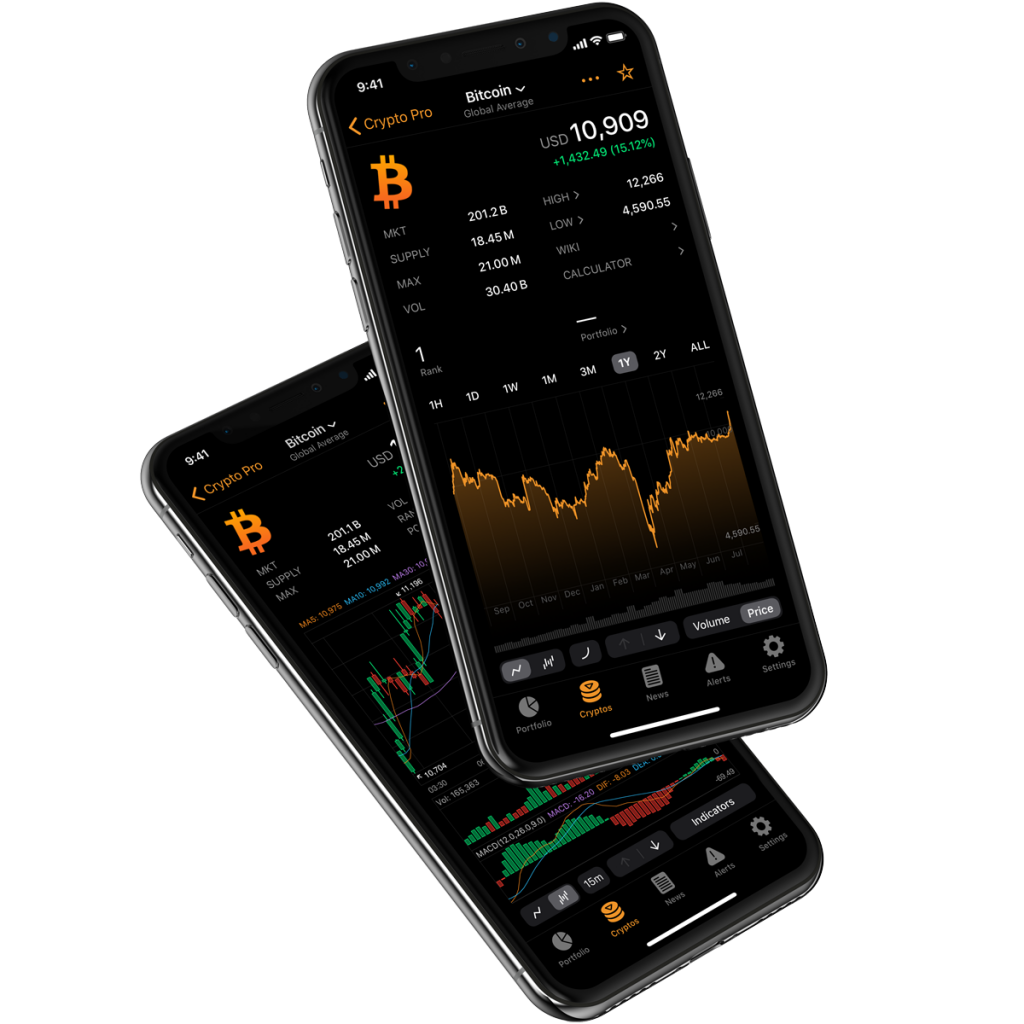 9:41
Crypto Pro
Bitcoin
Global Average
USD 10,909
+1,432.49 (15.12%)
MKT 201.2 B
SUPPLY 18.45 M
MAX 21.00 M
VOL 30.40 B
HIGH 12,266
LOW 4,590.55
WIKI
CALCULATOR
1
Rank
Portfolio
1H 1D 1W 1M 3M 1Y 2Y ALL
12,266
4,590.55
Sep Oct Nov Dec Jan Feb Mar Apr May Jun Jul
Volume Price
Portfolio Cryptos News Alerts Settings
9:41
Crypto Pro
Bitcoin
Global Average
USD
MKT 201.1 B
SUPPLY 18.45 M
MAX 21.00 M
VOL
MA5: 10,975 MA10: 10,992 MA30:
11,196
10,704
03:30
Vol: 165,363
MACD(12.0,26.0,9.0) MACD: -16.20 DIF: -8.03 DEA:
0
-69.49
15m
Indicators
Portfolio Cryptos News Alerts Settings